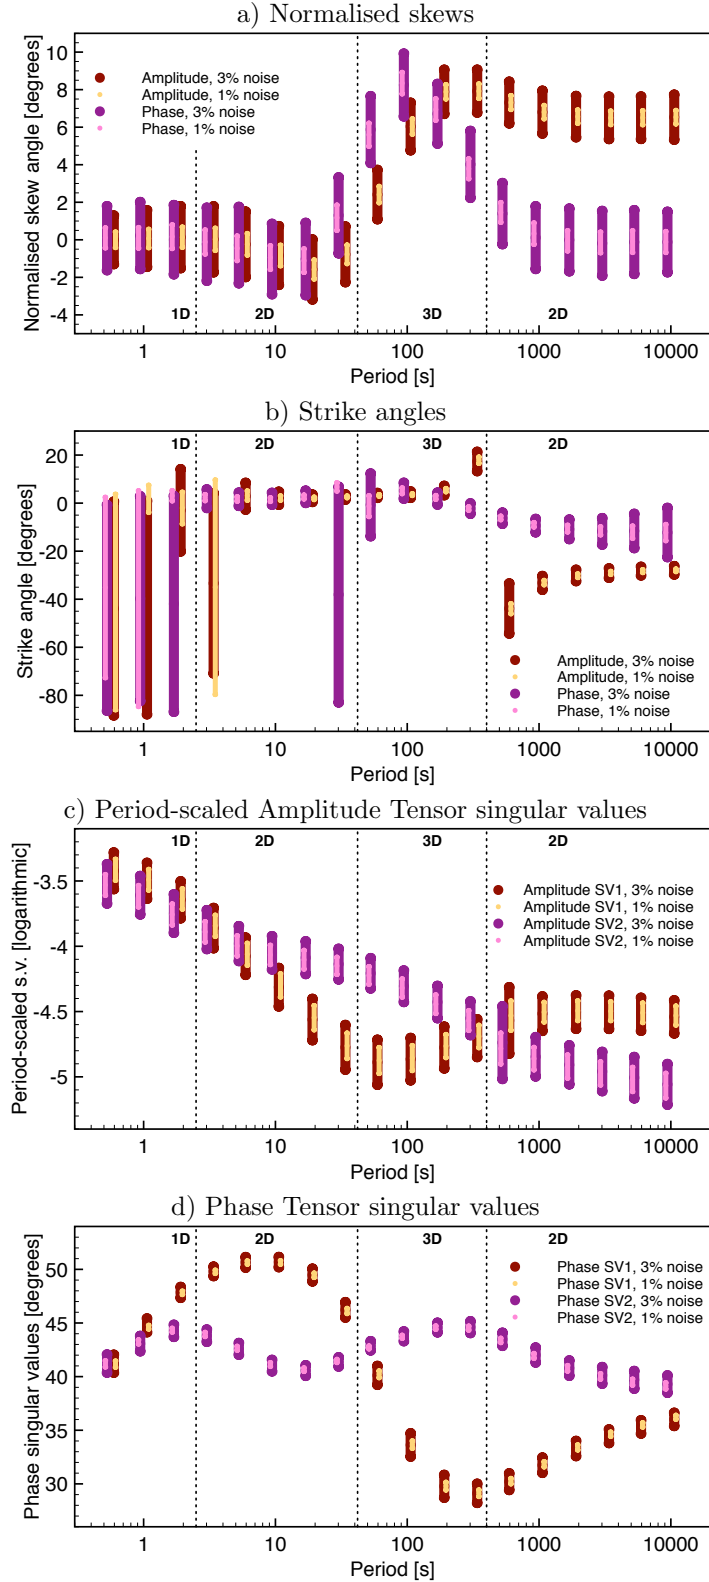 a) Normalised skews
Normalised skew angle [degrees]
10
8
6
4
2
0
-2
-4
Amplitude, 3% noise
Amplitude, 1% noise
Phase, 3% noise
Phase, 1% noise
1D
2D
3D
2D
1
10
100
1000
10000
Period [s]
b) Strike angles
Strike angle [degrees]
20
0
-20
-40
-60
-80
1D
2D
3D
2D
Amplitude, 3% noise
Amplitude, 1% noise
Phase, 3% noise
Phase, 1% noise
1
10
100
1000
10000
Period [s]
c) Period-scaled Amplitude Tensor singular values
Period-scaled s.v. [logarithmic]
-3.5
-4
-4.5
-5
1D
2D
3D
2D
Amplitude SV1, 3% noise
Amplitude SV1, 1% noise
Amplitude SV2, 3% noise
Amplitude SV2, 1% noise
1
10
100
1000
10000
Period [s]
d) Phase Tensor singular values
Phase singular values [degrees]
50
45
40
35
30
1D
2D
3D
2D
Phase SV1, 3% noise
Phase SV1, 1% noise
Phase SV2, 3% noise
Phase SV2, 1% noise
1
10
100
1000
10000
Period [s]